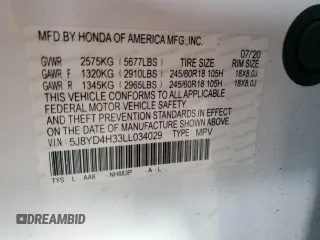 MFD.BY HONDA OF AMERICA MFG.,INC.
07/20
GVWR 2575KG (5677LBS) TIRE SIZE RIM SIZE
GAWR F 1320KG (2910LBS) 245/60R18 105H 18X8.0J
GAWR R 1345KG (2965LBS) 245/60R18 105H 18X8.0J
THIS VEHICLE CONFORMS TO ALL APPLICABLE
FEDERAL MOTOR VEHICLE SAFETY STANDARDS
IN EFFECT ON THE DATE OF MANUFACTURE
SHOWN ABOVE.
V.I.N: 5J8YD4H33LL034029 TYPE: MPV
TYS L AA8 -NH883P -A-L
DREAMBID
DREAMBID.COM